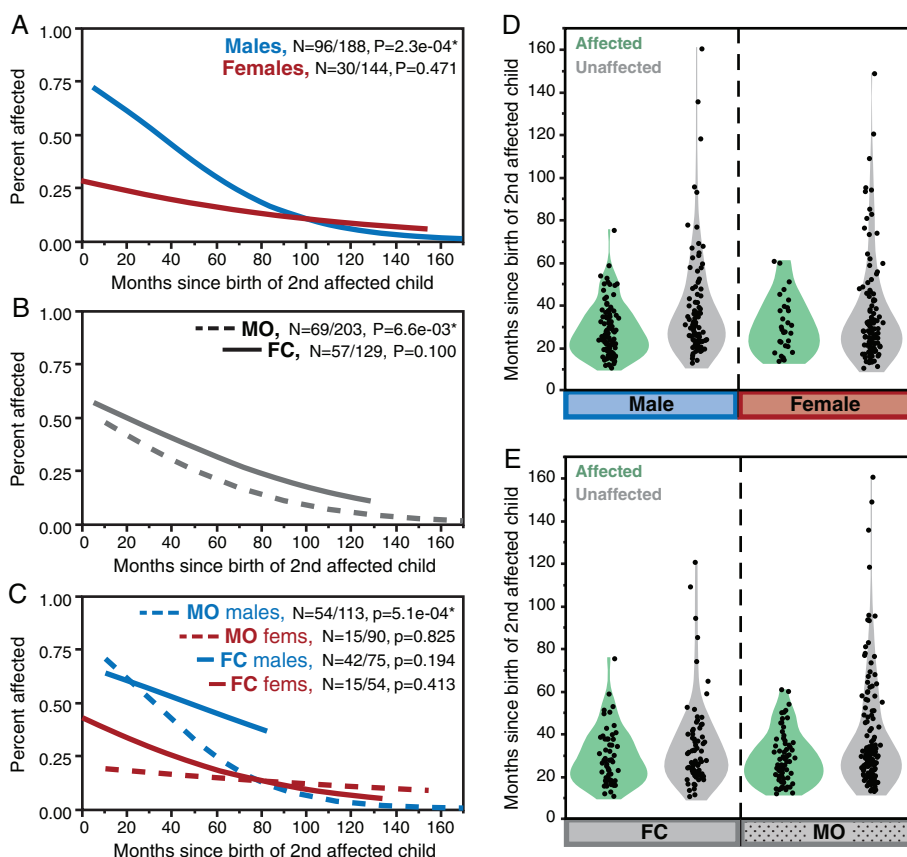 A
Males, N=96/188, P=2.3e-04*
Females, N=30/144, P=0.471
Percent affected
1.00
0.75
0.50
0.25
0.00
0 20 40 60 80 100 120 140 160
Months since birth of 2nd affected child
B
MO, N=69/203, P=6.6e-03*
FC, N=57/129, P=0.100
Percent affected
1.00
0.75
0.50
0.25
0.00
0 20 40 60 80 100 120 140 160
Months since birth of 2nd affected child
C
MO males, N=54/113, p=5.1e-04*
MO fems, N=15/90, p=0.825
FC males, N=42/75, p=0.194
FC fems, N=15/54, p=0.413
Percent affected
1.00
0.75
0.50
0.25
0.00
0 20 40 60 80 100 120 140 160
Months since birth of 2nd affected child
D
Affected
Unaffected
Months since birth of 2nd affected child
160
140
120
100
80
60
40
20
0
Male Female
E
Affected
Unaffected
Months since birth of 2nd affected child
160
140
120
100
80
60
40
20
0
FC MO